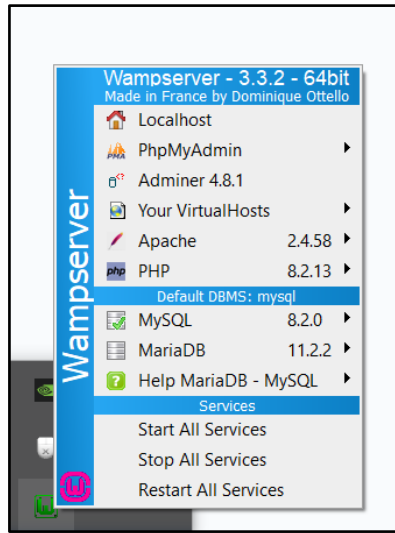 Wampserver - 3.3.2 - 64bit
Made in France by Dominique Ottello
Wampserver
Localhost
PMA PhpMyAdmin
Adminer 4.8.1
Your VirtualHosts
Apache 2.4.58
php PHP 8.2.13
Default DBMS: mysql
MySQL 8.2.0
MariaDB 11.2.2
? Help MariaDB - MySQL
Services
Start All Services
Stop All Services
Restart All Services